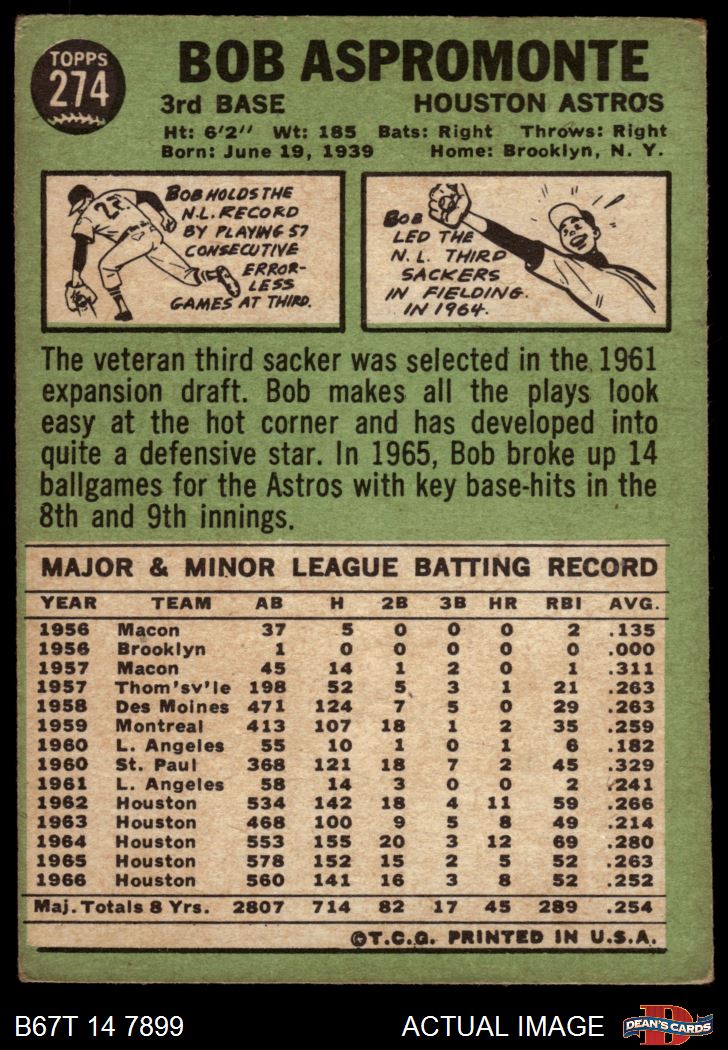 TOPPS
274
BOB ASPROMONTE
3rd BASE HOUSTON ASTROS
Ht: 6'2" Wt: 185 Bats: Right Throws: Right
Born: June 19, 1939 Home: Brooklyn, N. Y.
22
BOB HOLDS THE
N.L. RECORD
BY PLAYING 57
CONSECUTIVE
ERROR-
LESS
GAMES AT THIRD.
BOB
LED THE
N. L. THIRD
SACKERS
IN FIELDING.
IN 1964.
The veteran third sacker was selected in the 1961
expansion draft. Bob makes all the plays look
easy at the hot corner and has developed into
quite a defensive star. In 1965, Bob broke up 14
ballgames for the Astros with key base-hits in the
8th and 9th innings.
MAJOR & MINOR LEAGUE BATTING RECORD
YEAR TEAM AB H 2B 3B HR RBI AVG.
1956 Macon 37 5 0 0 0 2 .135
1956 Brooklyn 1 0 0 0 0 0 .000
1957 Macon 45 14 1 2 0 1 .311
1957 Thom'sv'le 198 52 5 3 1 21 .263
1958 Des Moines 471 124 7 5 0 29 .263
1959 Montreal 413 107 18 1 2 35 .259
1960 L. Angeles 55 10 1 0 1 6 .182
1960 St. Paul 368 121 18 7 2 45 .329
1961 L. Angeles 58 14 3 0 0 2 .241
1962 Houston 534 142 18 4 11 59 .266
1963 Houston 468 100 9 5 8 49 .214
1964 Houston 553 155 20 3 12 69 .280
1965 Houston 578 152 15 2 5 52 .263
1966 Houston 560 141 16 3 8 52 .252
Maj. Totals 8 Yrs. 2807 714 82 17 45 289 .254
©T.C.G. PRINTED IN U.S.A.
B67T 14 7899 ACTUAL IMAGE
D
DEAN'S CARDS